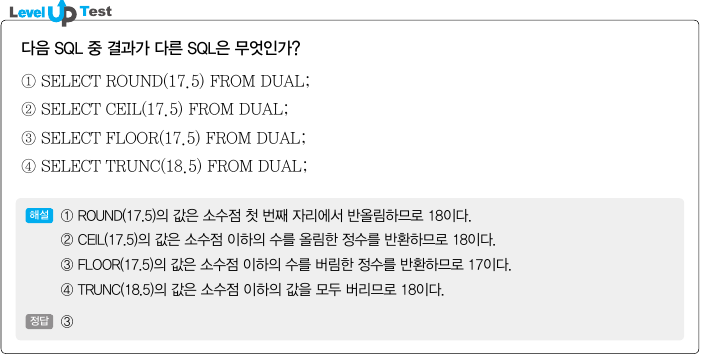 Level Up Test
다음 SQL 중 결과가 다른 SQL은 무엇인가?
① SELECT ROUND(17.5) FROM DUAL;
② SELECT CEIL(17.5) FROM DUAL;
③ SELECT FLOOR(17.5) FROM DUAL;
④ SELECT TRUNC(18.5) FROM DUAL;
해설 ① ROUND(17.5)의 값은 소수점 첫 번째 자리에서 반올림하므로 18이다.
② CEIL(17.5)의 값은 소수점 이하의 수를 올림한 정수를 반환하므로 18이다.
③ FLOOR(17.5)의 값은 소수점 이하의 수를 버림한 정수를 반환하므로 17이다.
④ TRUNC(18.5)의 값은 소수점 이하의 값을 모두 버리므로 18이다.
정답 ③